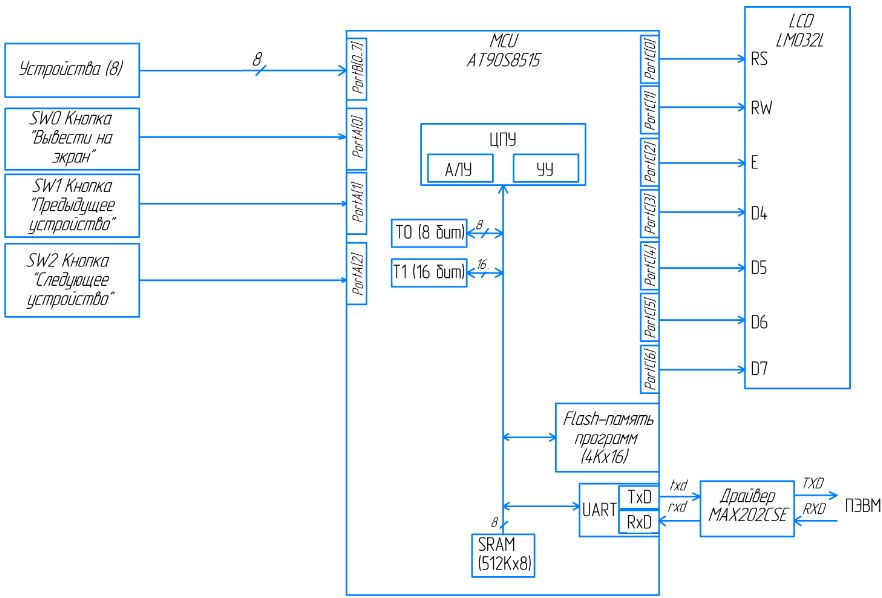 Устройства (8)
8
SW0 Кнопка
"Вывести на
экран"
SW1 Кнопка
"Предыдущее
устройство"
SW2 Кнопка
"Следующее
устройство"
MCU
AT90S8515
PortB[0..7]
PortA[0]
PortA[1]
PortA[2]
ЦПУ
АЛУ
УУ
T0 (8 бит)
8
T1 (16 бит)
16
PortC[0]
PortC[1]
PortC[2]
PortC[3]
PortC[4]
PortC[5]
PortC[6]
LCD
LM032L
RS
RW
E
D4
D5
D6
D7
Flash-память
программ
(4Kx16)
UART
TxD
RxD
txd
rxd
Драйвер
MAX202CSE
TXD
RXD
ПЭВМ
8
SRAM
(512Kx8)